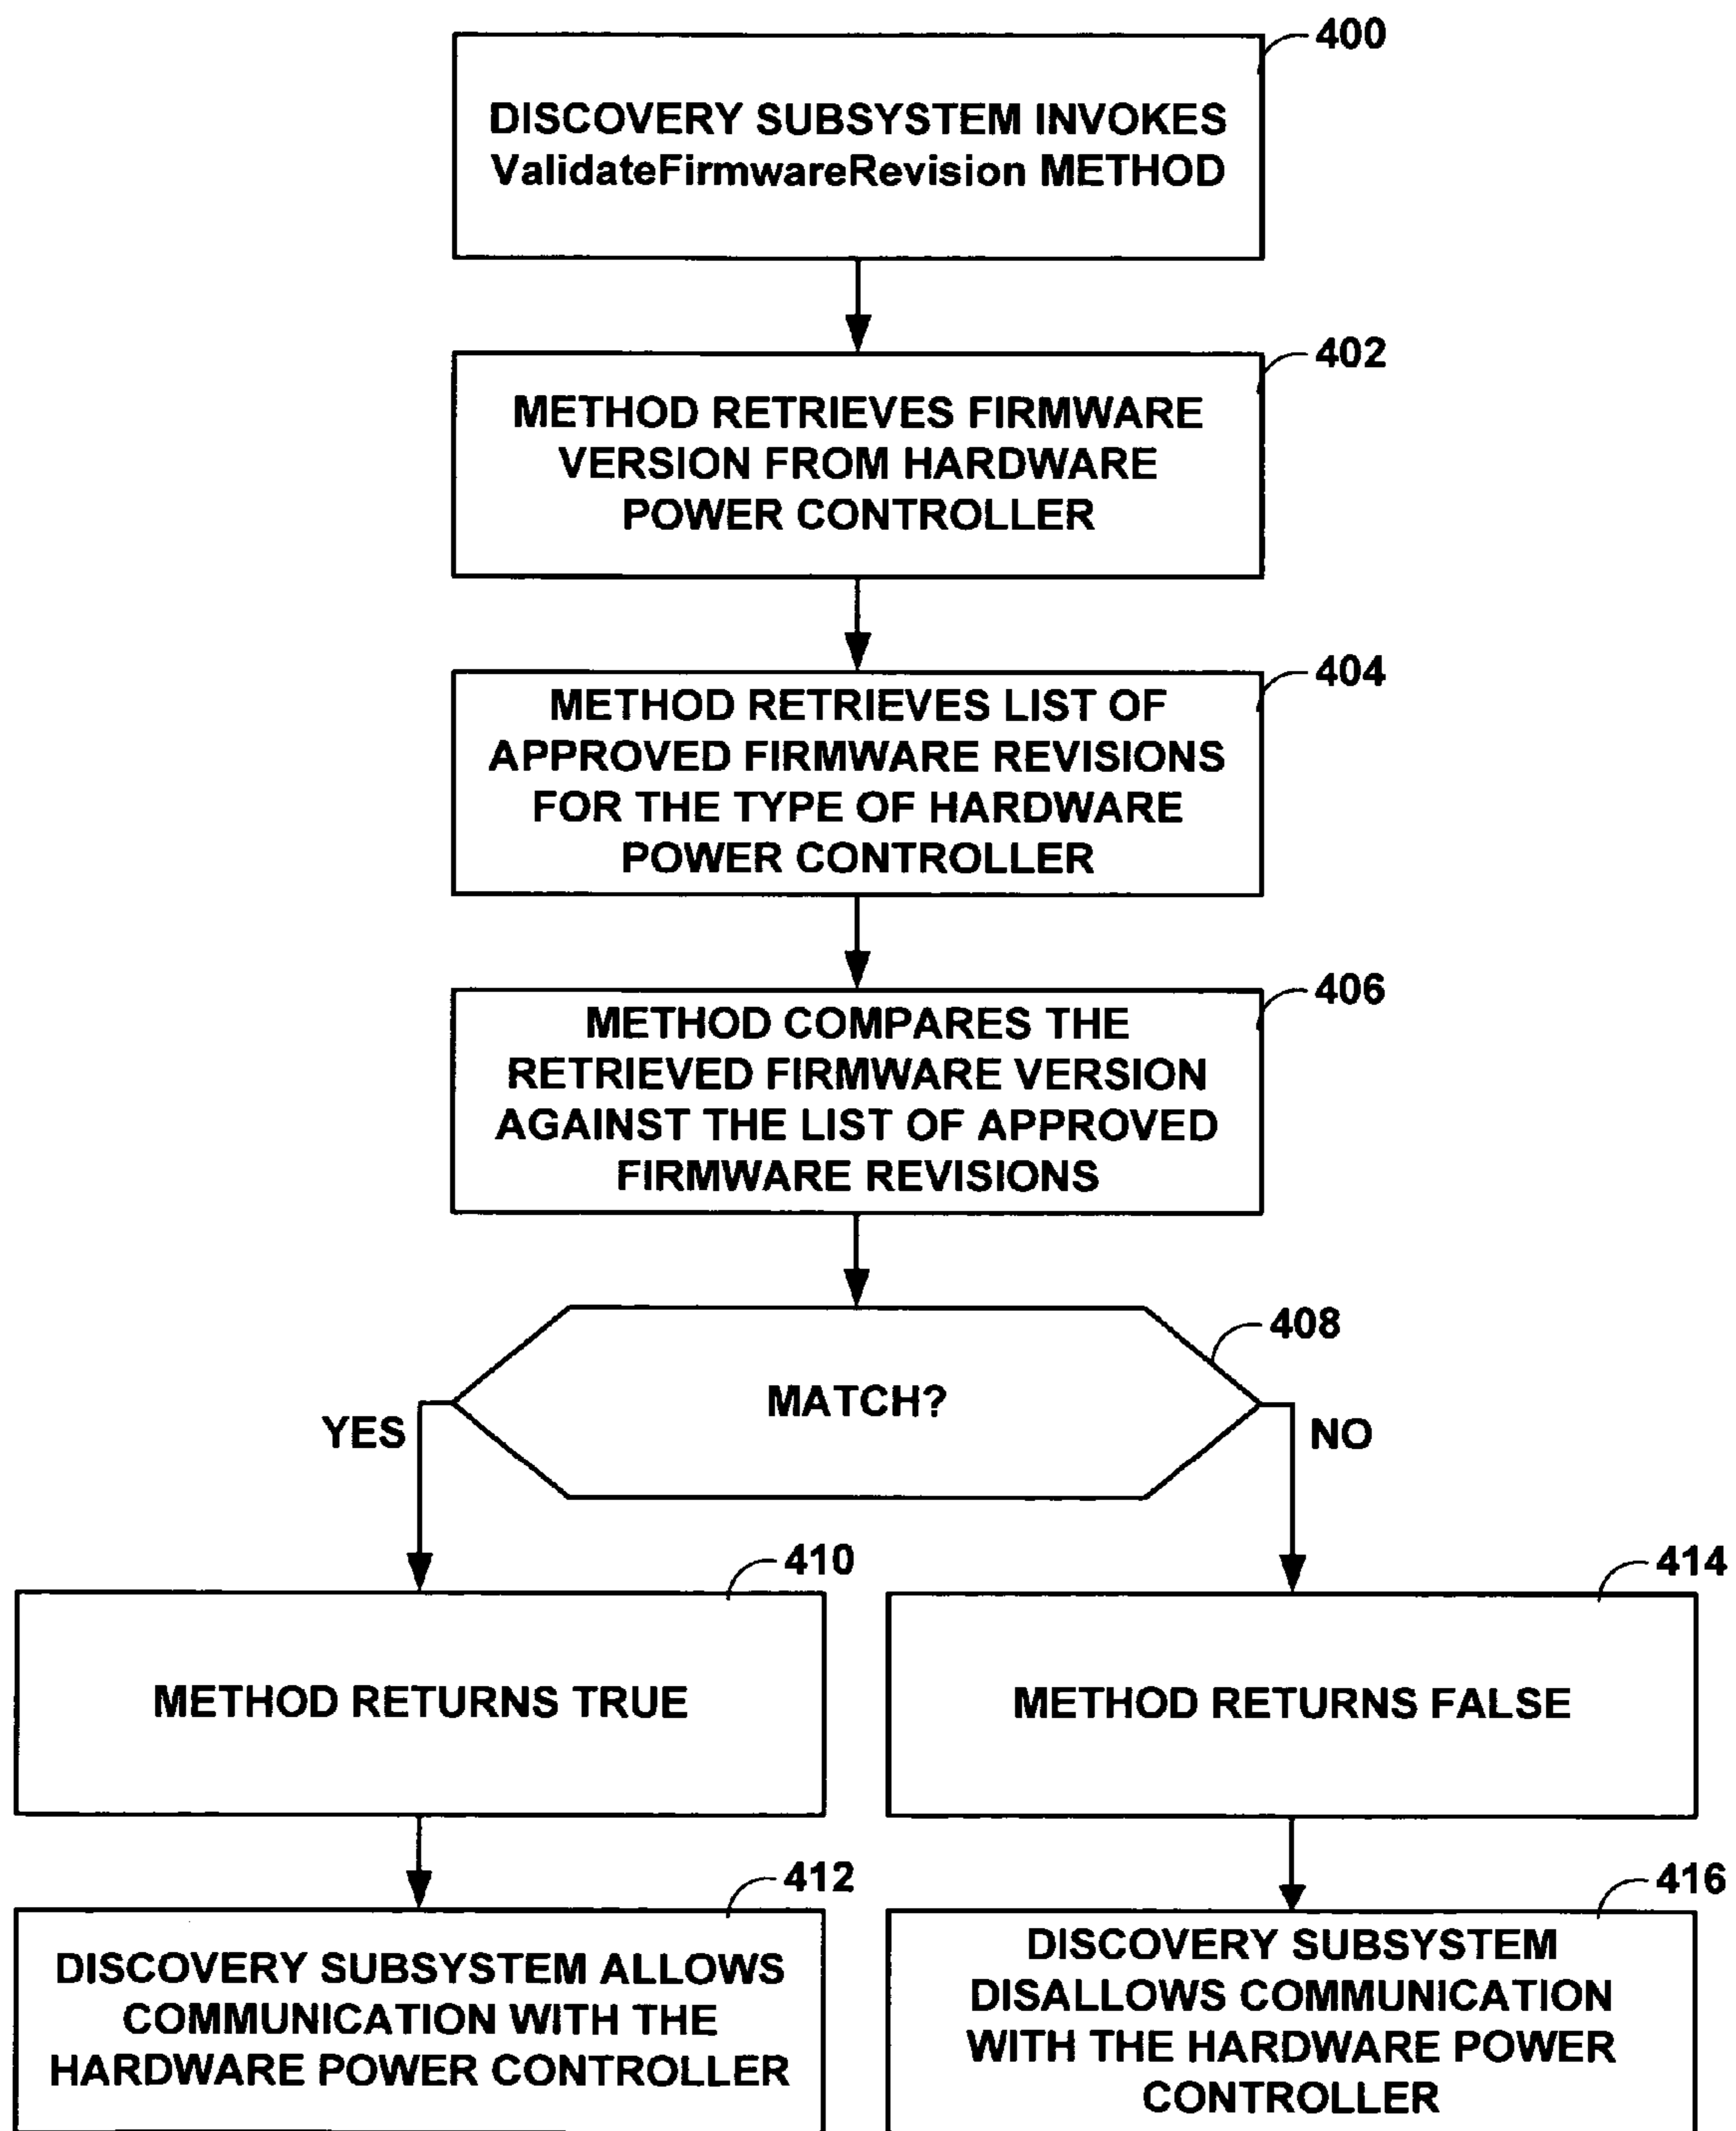 400
DISCOVERY SUBSYSTEM INVOKES
ValidateFirmwareRevision METHOD
402
METHOD RETRIEVES FIRMWARE
VERSION FROM HARDWARE
POWER CONTROLLER
404
METHOD RETRIEVES LIST OF
APPROVED FIRMWARE REVISIONS
FOR THE TYPE OF HARDWARE
POWER CONTROLLER
406
METHOD COMPARES THE
RETRIEVED FIRMWARE VERSION
AGAINST THE LIST OF APPROVED
FIRMWARE REVISIONS
408
MATCH?
YES
NO
410
METHOD RETURNS TRUE
414
METHOD RETURNS FALSE
412
DISCOVERY SUBSYSTEM ALLOWS
COMMUNICATION WITH THE
HARDWARE POWER CONTROLLER
416
DISCOVERY SUBSYSTEM
DISALLOWS COMMUNICATION
WITH THE HARDWARE POWER
CONTROLLER